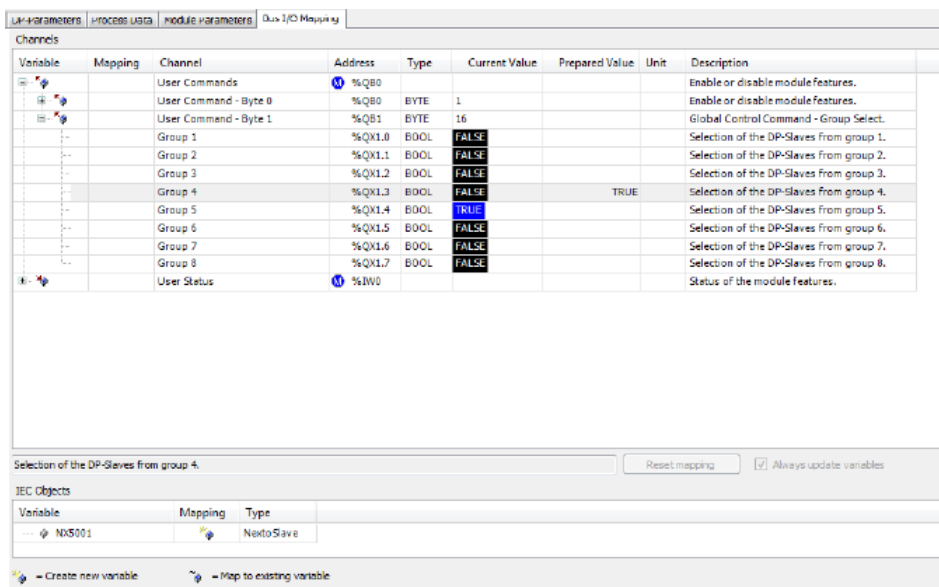 DP-Parameters Process Data Module Parameters Bus I/O Mapping
Channels
Variable Mapping Channel Address Type Current Value Prepared Value Unit Description
User Commands M %QB0 Enable or disable module features.
User Command - Byte 0 %QB0 BYTE 1 Enable or disable module features.
User Command - Byte 1 %QB1 BYTE 16 Global Control Command - Group Select.
Group 1 %QX1.0 BOOL FALSE Selection of the DP-Slaves from group 1.
Group 2 %QX1.1 BOOL FALSE Selection of the DP-Slaves from group 2.
Group 3 %QX1.2 BOOL FALSE Selection of the DP-Slaves from group 3.
Group 4 %QX1.3 BOOL FALSE TRUE Selection of the DP-Slaves from group 4.
Group 5 %QX1.4 BOOL TRUE Selection of the DP-Slaves from group 5.
Group 6 %QX1.5 BOOL FALSE Selection of the DP-Slaves from group 6.
Group 7 %QX1.6 BOOL FALSE Selection of the DP-Slaves from group 7.
Group 8 %QX1.7 BOOL FALSE Selection of the DP-Slaves from group 8.
User Status M %IW0 Status of the module features.
Selection of the DP-Slaves from group 4. Reset mapping Always update variables
IEC Objects
Variable Mapping Type
NX5001 NextoSlave
= Create new variable = Map to existing variable